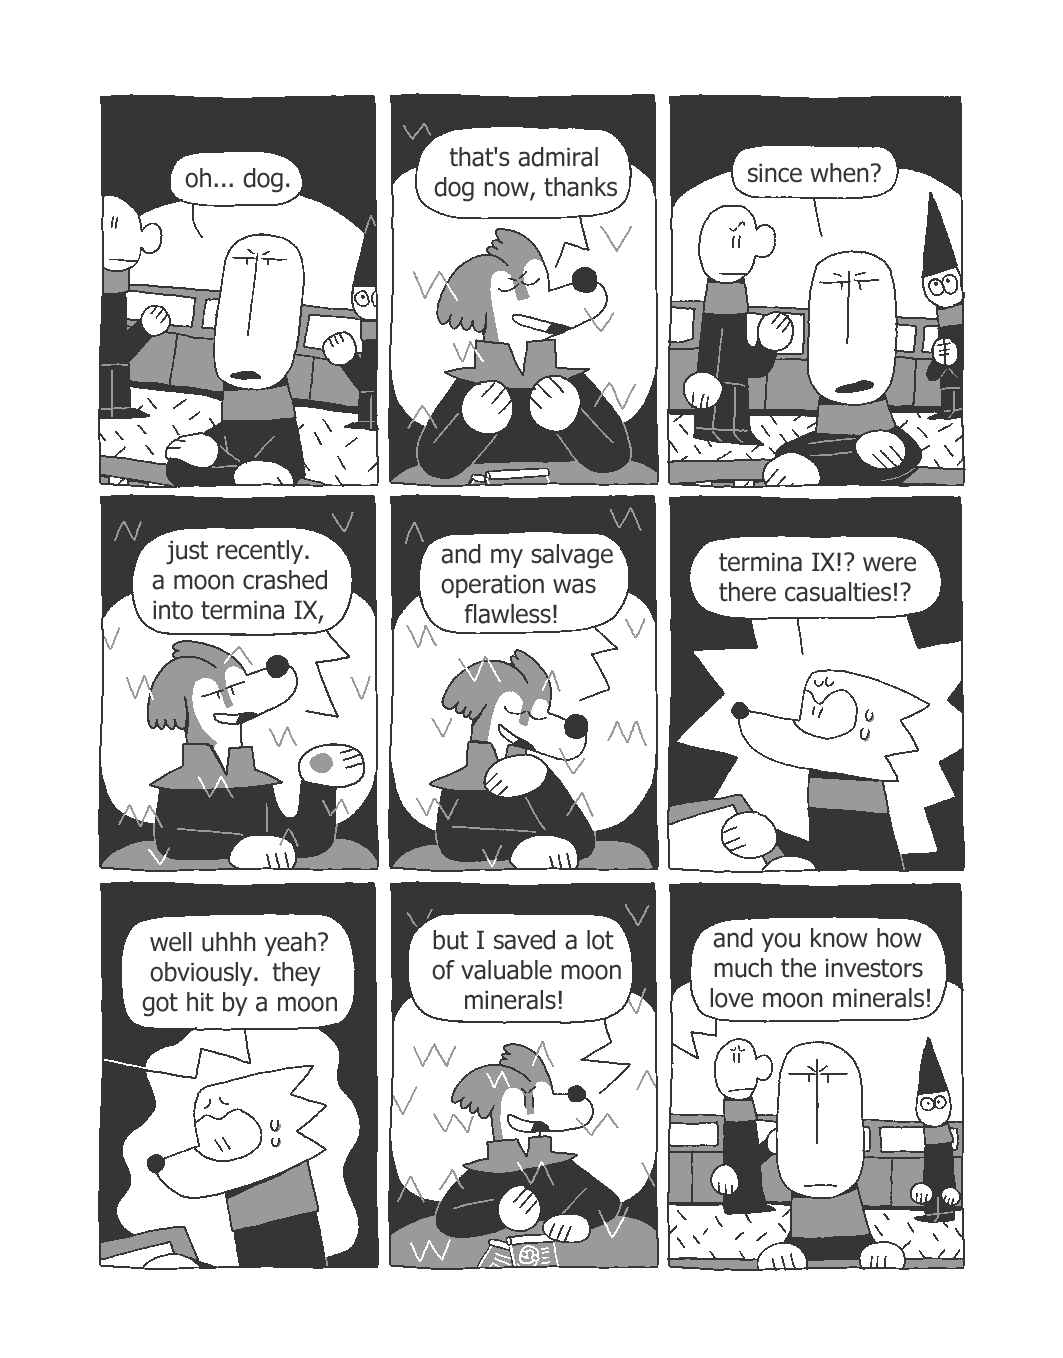 oh... dog.
that's admiral
dog now, thanks
since when?
just recently.
a moon crashed
into termina IX,
and my salvage
operation was
flawless!
termina IX!? were
there casualties!?
well uhhh yeah?
obviously. they
got hit by a moon
but I saved a lot
of valuable moon
minerals!
and you know how
much the investors
love moon minerals!